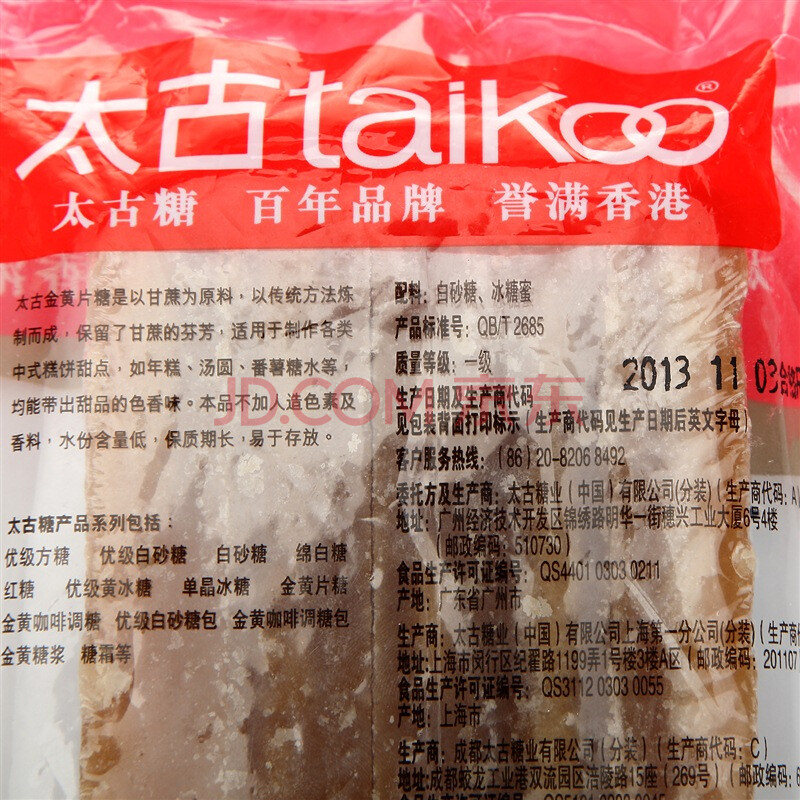 太古taikoo®
太古糖 百年品牌 誉满香港
太古金黄片糖是以甘蔗为原料，以传统方法炼
制而成，保留了甘蔗的芬芳，适用于制作各类
中式糕饼甜点，如年糕、汤圆、番薯糖水等，
均能带出甜品的色香味。本品不加人造色素及
香料，水份含量低，保质期长，易于存放。
太古糖产品系列包括：
优级方糖 优级白砂糖 白砂糖 绵白糖
红糖 优级黄冰糖 单晶冰糖 金黄片糖
金黄咖啡调糖 优级白砂糖包 金黄咖啡调糖包
金黄糖浆 糖霜等
配料：白砂糖、冰糖蜜
产品标准号：QB/T 2685
质量等级：一级
2013 11 03
生产日期及生产商代码
见包装背面打印标示（生产商代码见生产日期后英文字母）
客户服务热线：（86）20-8206 8492
委托方及生产商：太古糖业（中国）有限公司(分装)（生产商代码：A）
地址：广州经济技术开发区锦绣路明华一街穗兴工业大厦6号4楼
（邮政编码：510730）
食品生产许可证编号：QS4401 0303 0211
产地：广东省广州市
生产商：太古糖业（中国）有限公司上海第一分公司(分装)（生产商
地址:上海市闵行区纪翟路1199弄1号楼3楼A区（邮政编码：201107
食品生产许可证编号：QS3112 0303 0055
产地：上海市
生产商：成都太古糖业有限公司（分装）（生产商代码：C）
地址:成都蛟龙工业港双流园区涪陵路15座（269号）（邮政编码：6
JD.COM 京东